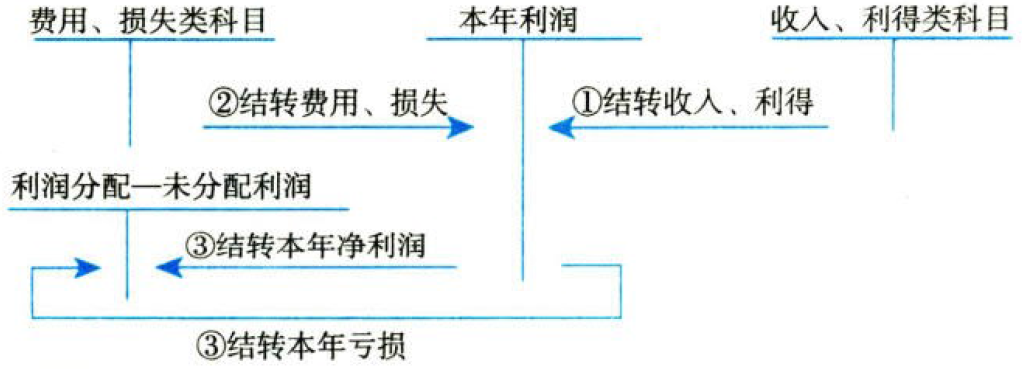 费用、损失类科目
本年利润
收入、利得类科目
②结转费用、损失
①结转收入、利得
利润分配—未分配利润
③结转本年净利润
③结转本年亏损